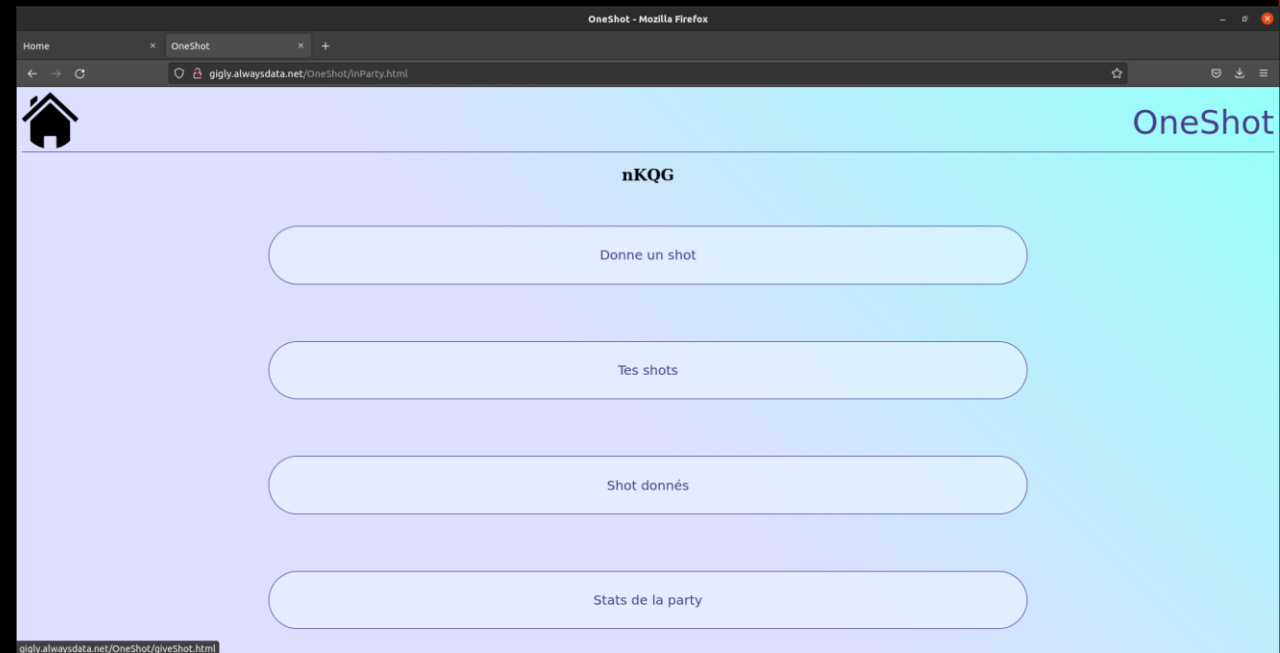 OneShot - Mozilla Firefox
Home
OneShot
gigly.alwaysdata.net/OneShot/inParty.html
OneShot
nKQG
Donne un shot
Tes shots
Shot donnés
Stats de la party
gigly.alwaysdata.net/OneShot/giveShot.html